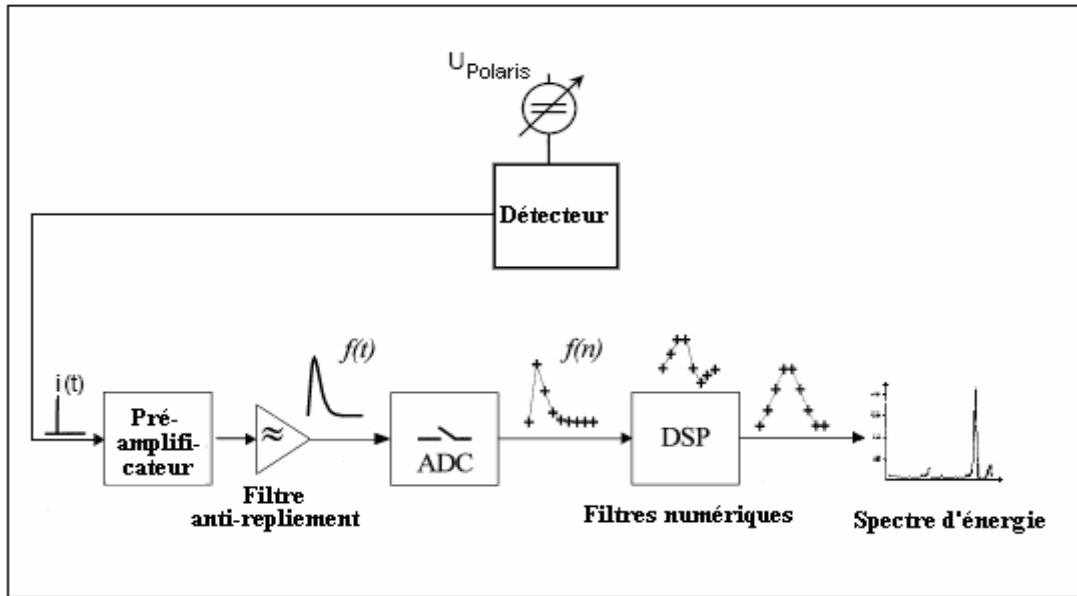 U Polaris
Détecteur
i(t)
Pré-
amplifi-
cateur
≈
Filtre
anti-repliement
f(t)
ADC
f(n)
DSP
Filtres numériques
Spectre d'énergie